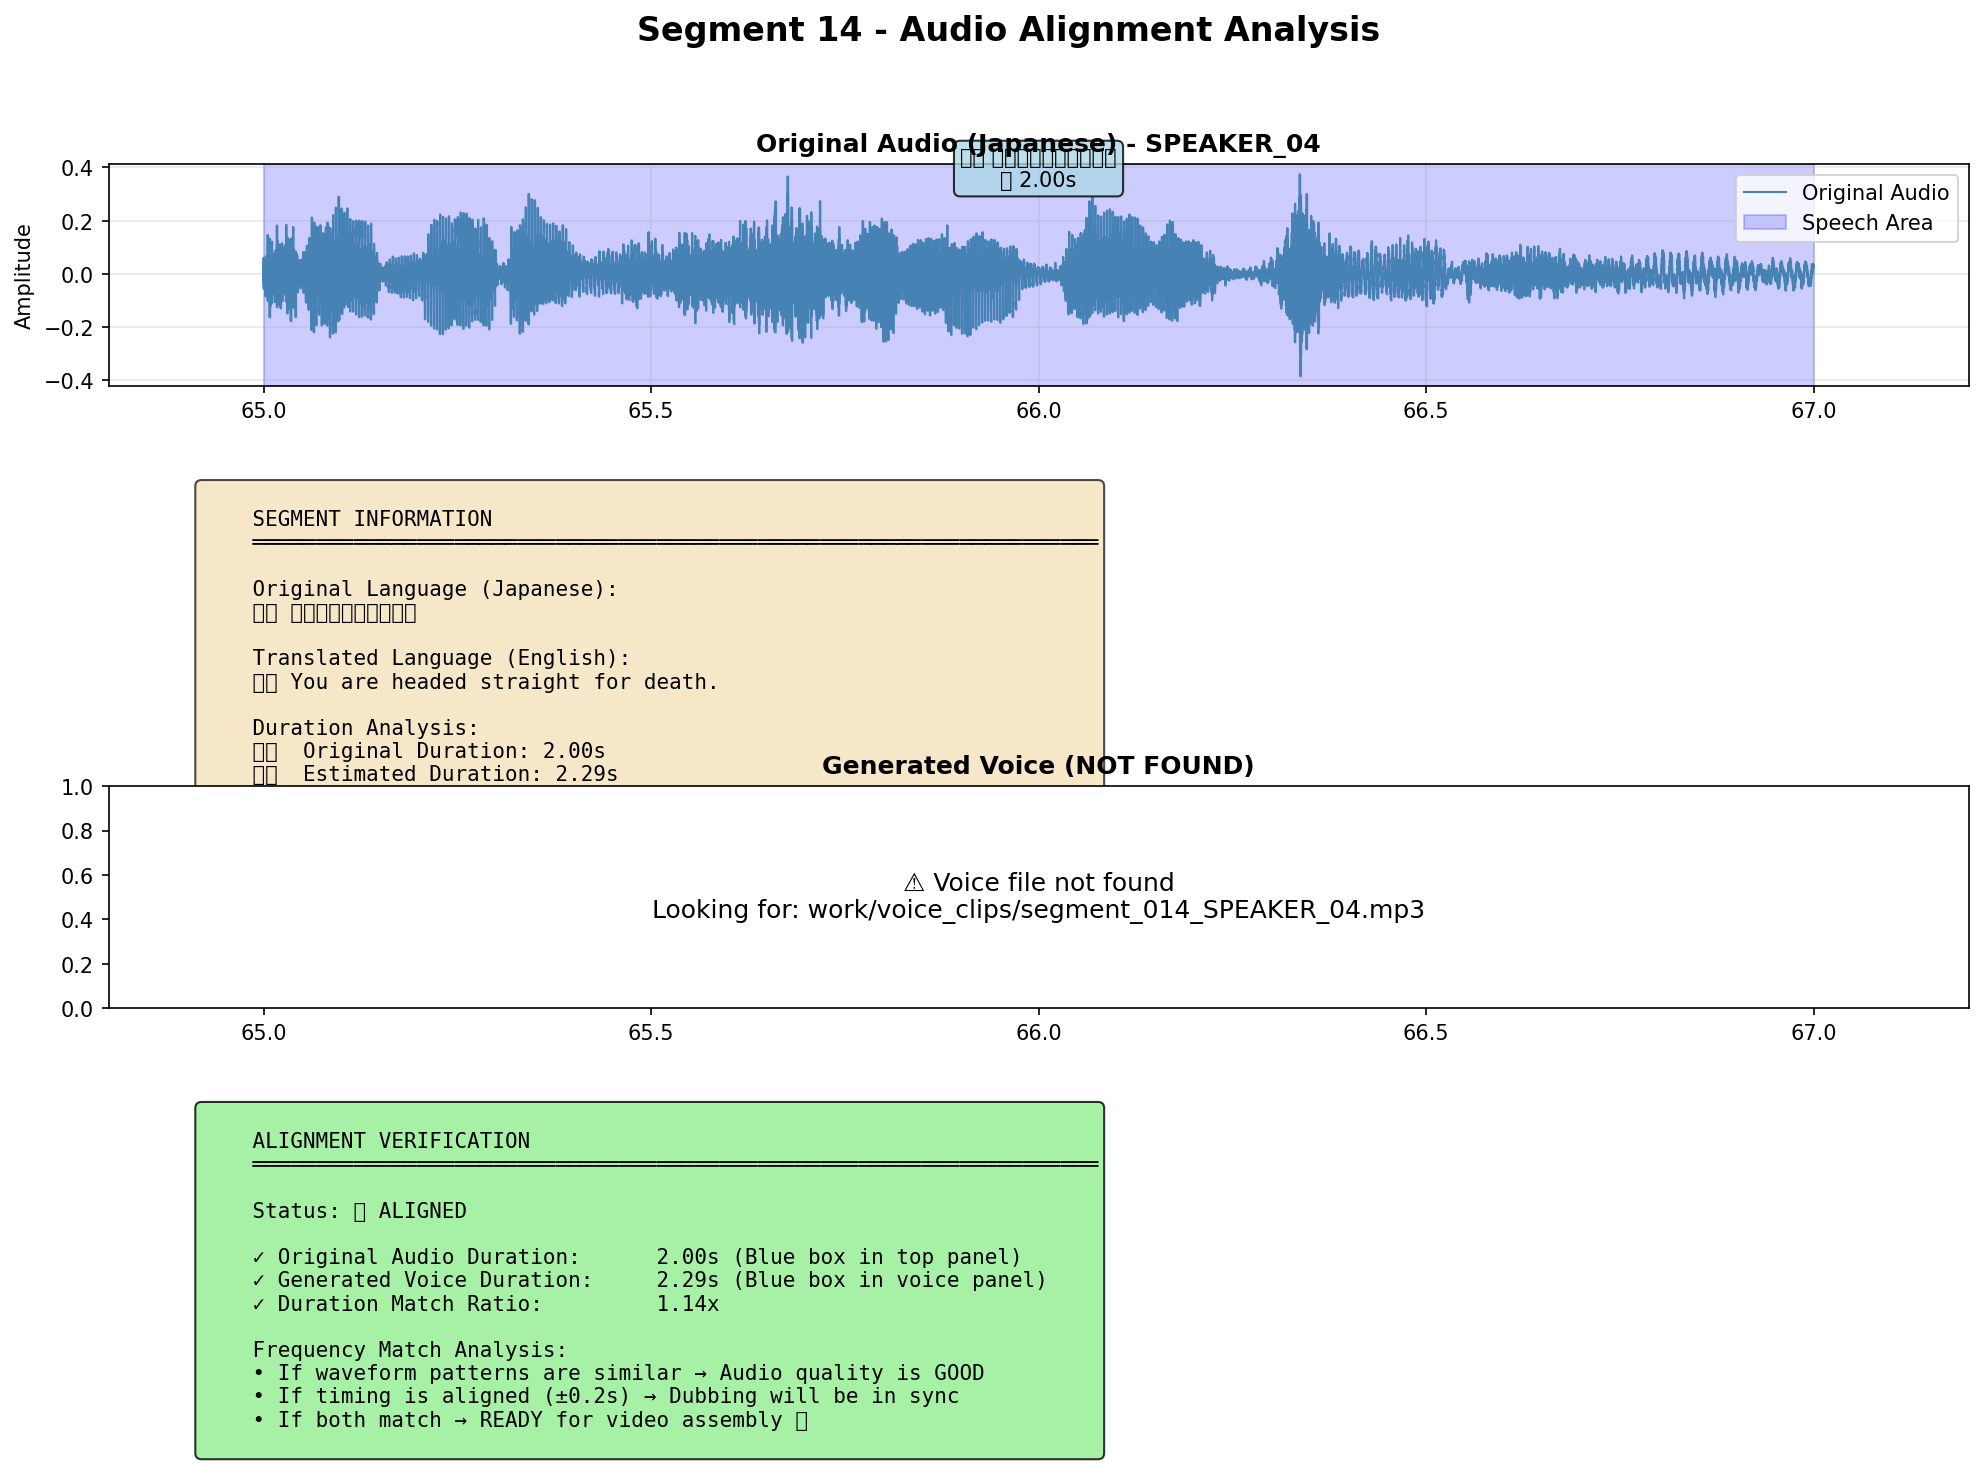 Segment 14 - Audio Alignment Analysis
Original Audio (Japanese) - SPEAKER_04
2.00s
Original Audio
Speech Area
Amplitude
0.4
0.2
0.0
−0.2
−0.4
65.0 65.5 66.0 66.5 67.0
SEGMENT INFORMATION
Original Language (Japanese):
Translated Language (English):
You are headed straight for death.
Duration Analysis:
Original Duration: 2.00s
Estimated Duration: 2.29s
Generated Voice (NOT FOUND)
1.0
0.8
0.6
0.4
0.2
0.0
⚠ Voice file not found
Looking for: work/voice_clips/segment_014_SPEAKER_04.mp3
65.0 65.5 66.0 66.5 67.0
ALIGNMENT VERIFICATION
Status: ALIGNED
✓ Original Audio Duration: 2.00s (Blue box in top panel)
✓ Generated Voice Duration: 2.29s (Blue box in voice panel)
✓ Duration Match Ratio: 1.14x
Frequency Match Analysis:
• If waveform patterns are similar → Audio quality is GOOD
• If timing is aligned (±0.2s) → Dubbing will be in sync
• If both match → READY for video assembly